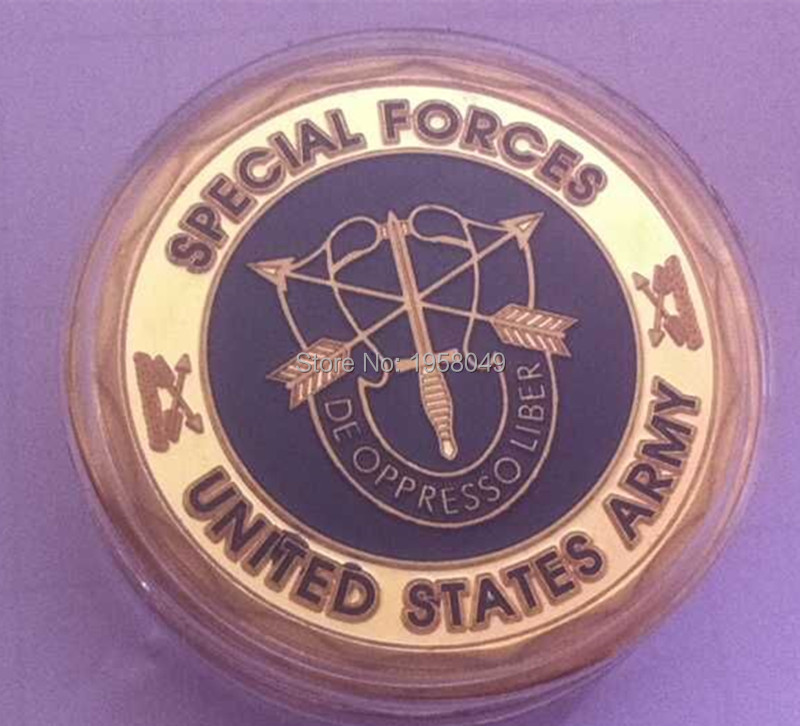 SPECIAL FORCES
Store No: 1958049
DE OPPRESSO LIBER
UNITED STATES ARMY